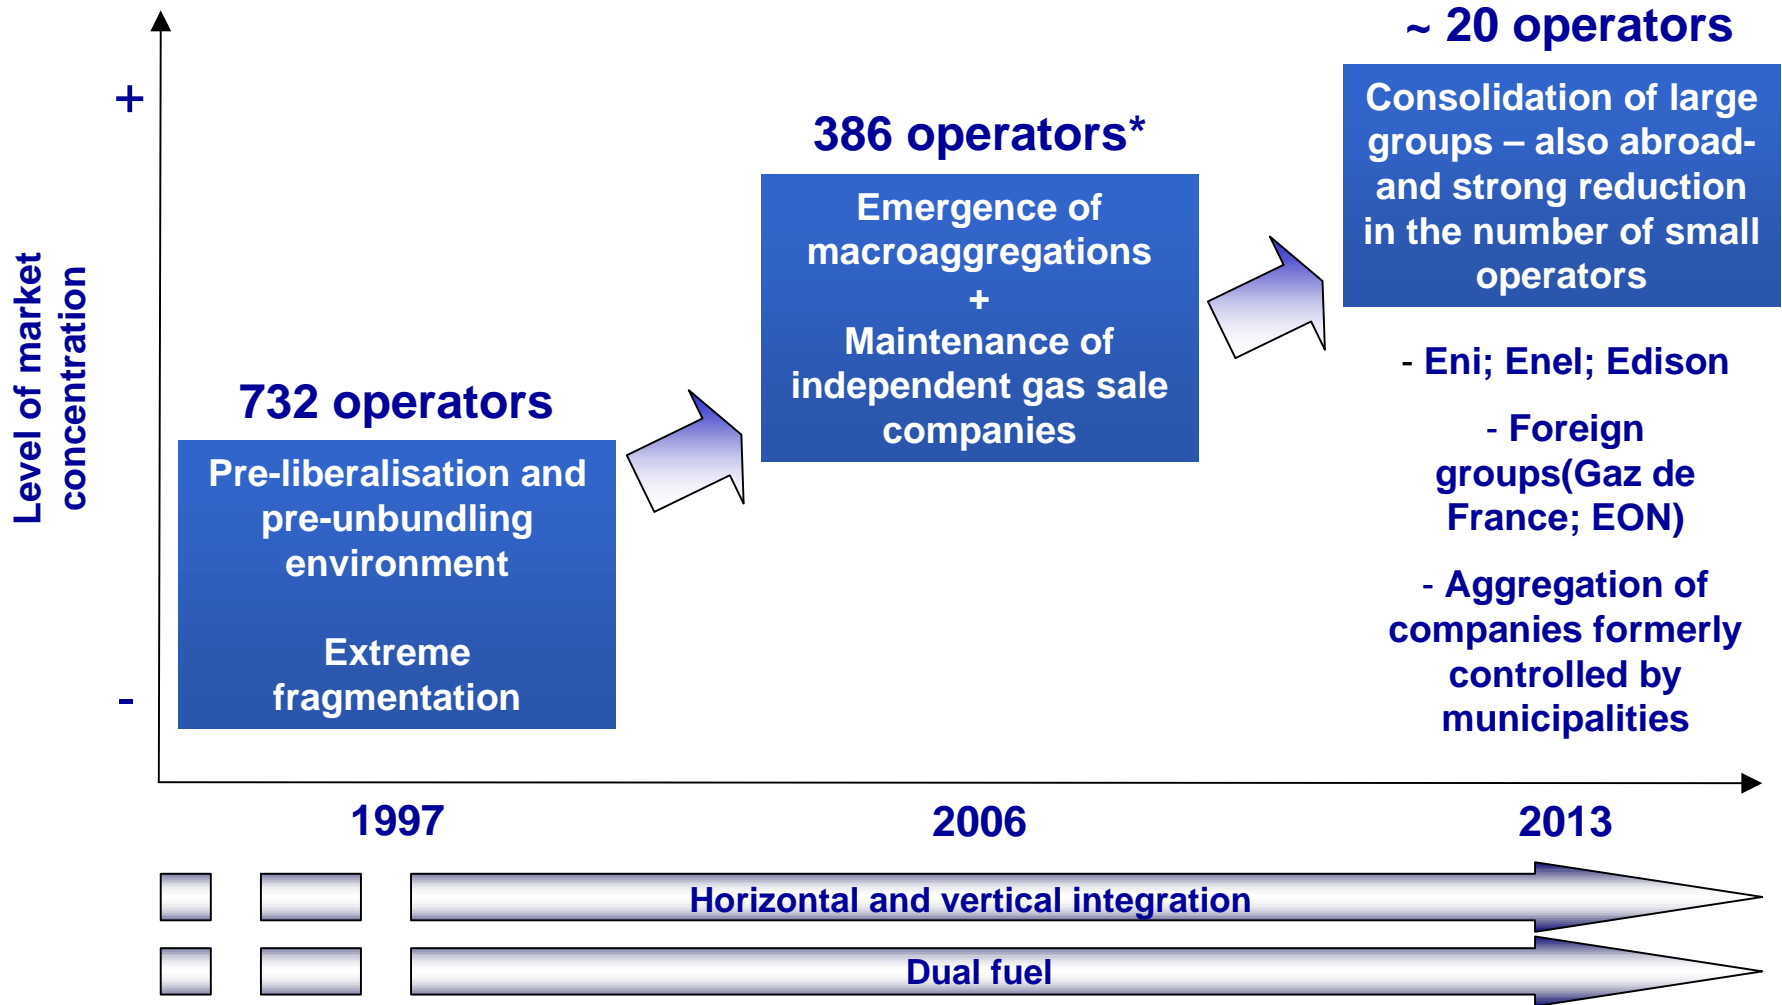 Level of market
concentration
+
-
732 operators
Pre-liberalisation and
pre-unbundling
environment
Extreme
fragmentation
386 operators*
Emergence of
macroaggregations
+
Maintenance of
independent gas sale
companies
~ 20 operators
Consolidation of large
groups – also abroad-
and strong reduction
in the number of small
operators
- Eni; Enel; Edison
- Foreign
groups(Gaz de
France; EON)
- Aggregation of
companies formerly
controlled by
municipalities
1997
2006
2013
Horizontal and vertical integration
Dual fuel